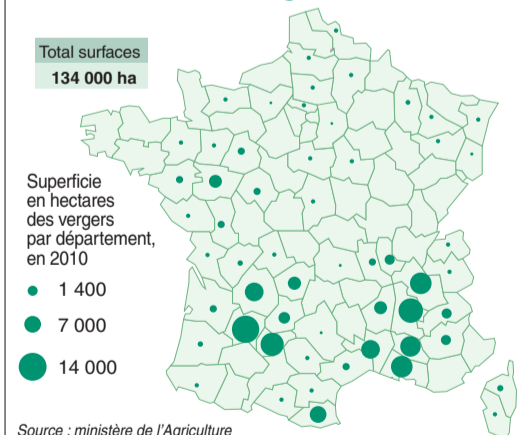 Total surfaces
134 000 ha
Superficie
en hectares
des vergers
par département,
en 2010
1 400
7 000
14 000
Source : ministère de l'Agriculture